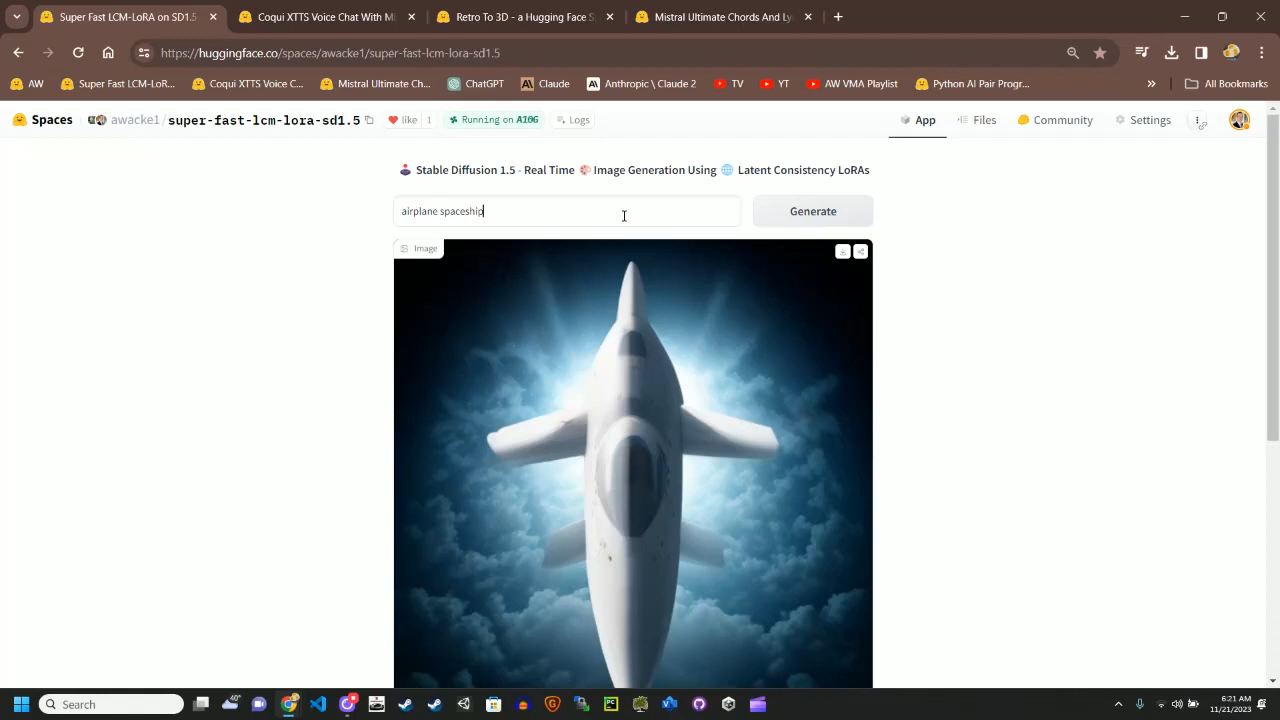 Super Fast LCM-LoRA on SD1.5
Coqui XTTS Voice Chat With Mi
Retro To 3D - a Hugging Face S
Mistral Ultimate Chords And Ly
https://huggingface.co/spaces/awacke1/super-fast-lcm-lora-sd1.5
AW
Super Fast LCM-LoR...
Coqui XTTS Voice C...
Mistral Ultimate Ch...
ChatGPT
Claude
Anthropic \ Claude 2
TV
YT
AW VMA Playlist
Python AI Pair Progr...
All Bookmarks
Spaces
awacke1/super-fast-lcm-lora-sd1.5
like 1
Running on A10G
Logs
App
Files
Community
Settings
Stable Diffusion 1.5 - Real Time Image Generation Using Latent Consistency LoRAs
airplane spaceship
Generate
Image
Search
40°
6:21 AM
11/21/2023